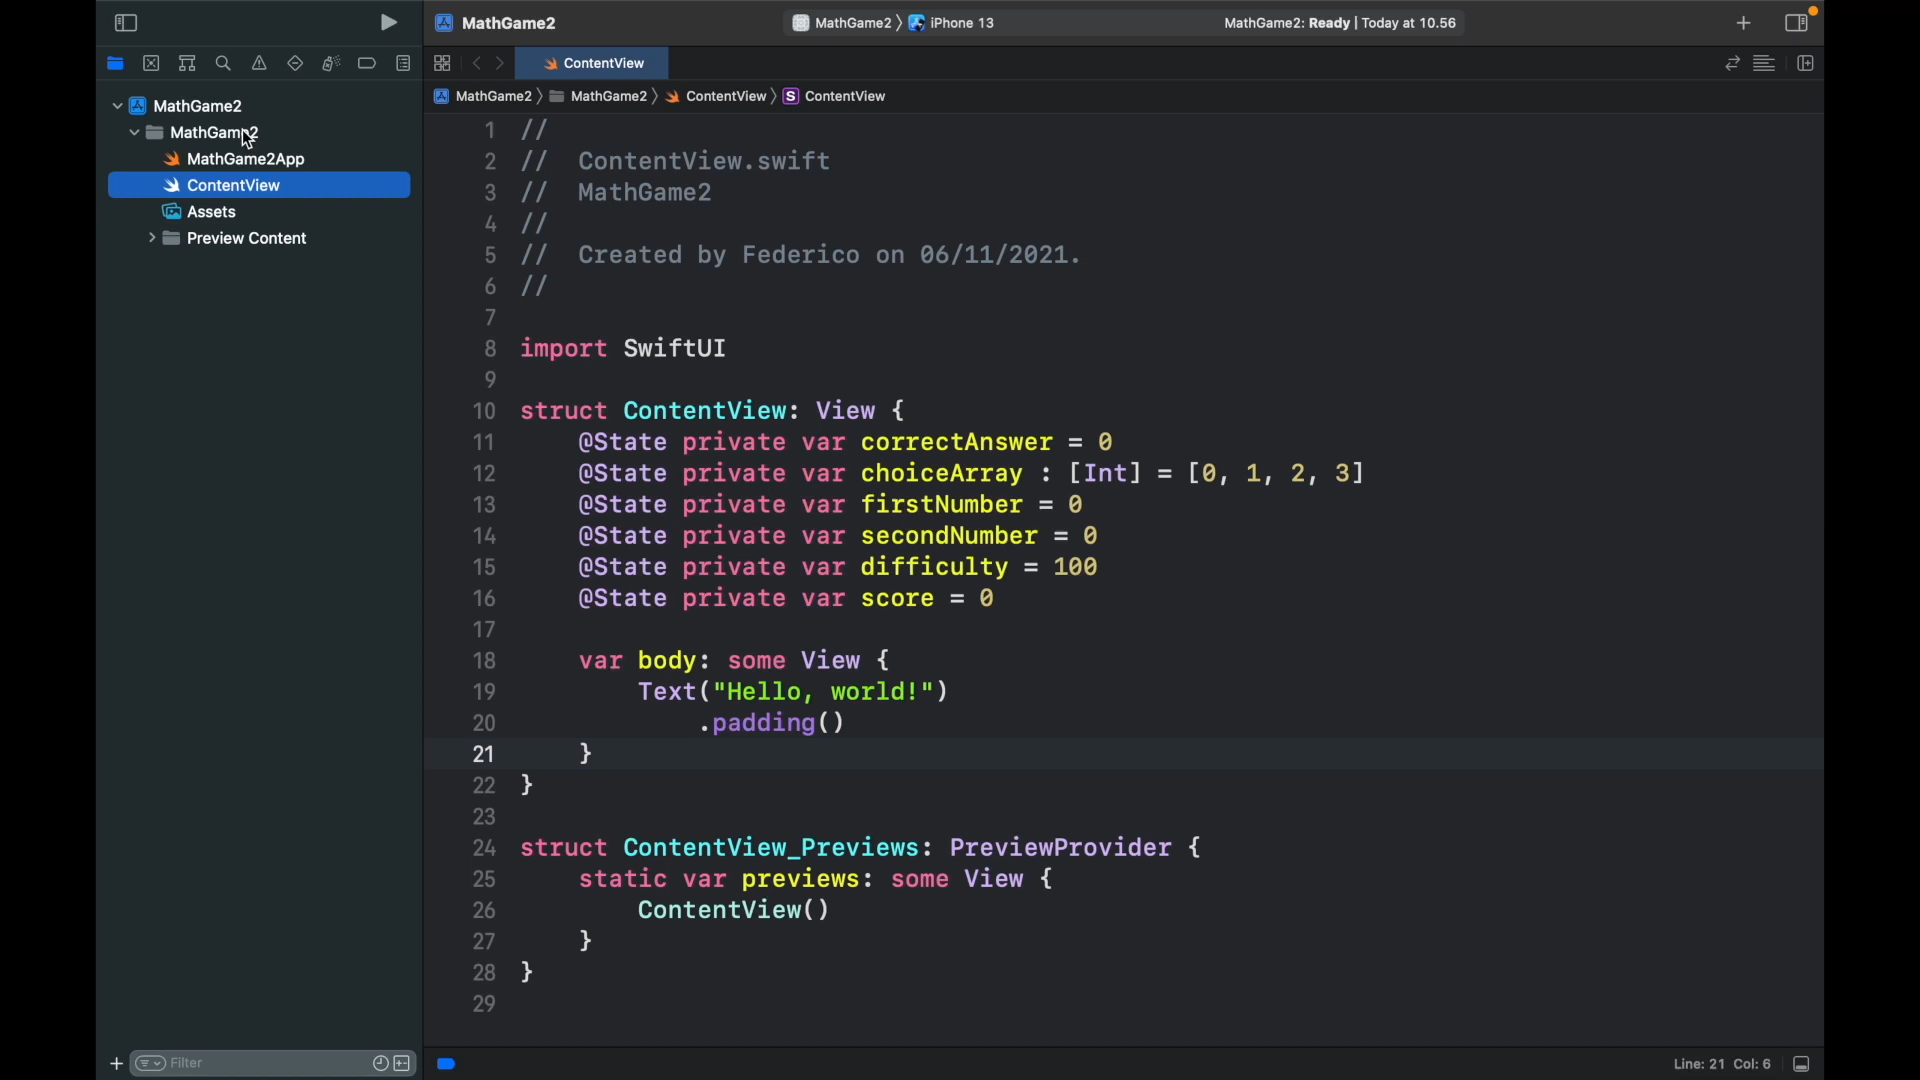 MathGame2
MathGame2 > iPhone 13
MathGame2: Ready | Today at 10.56
ContentView
MathGame2 > MathGame2 > ContentView > S ContentView
MathGame2
MathGame2
MathGame2App
ContentView
Assets
Preview Content
1 //
2 //  ContentView.swift
3 //  MathGame2
4 //
5 //  Created by Federico on 06/11/2021.
6 //
7
8 import SwiftUI
9
10 struct ContentView: View {
11     @State private var correctAnswer = 0
12     @State private var choiceArray : [Int] = [0, 1, 2, 3]
13     @State private var firstNumber = 0
14     @State private var secondNumber = 0
15     @State private var difficulty = 100
16     @State private var score = 0
17
18     var body: some View {
19         Text("Hello, world!")
20             .padding()
21     }
22 }
23
24 struct ContentView_Previews: PreviewProvider {
25     static var previews: some View {
26         ContentView()
27     }
28 }
29
Filter
Line: 21 Col: 6